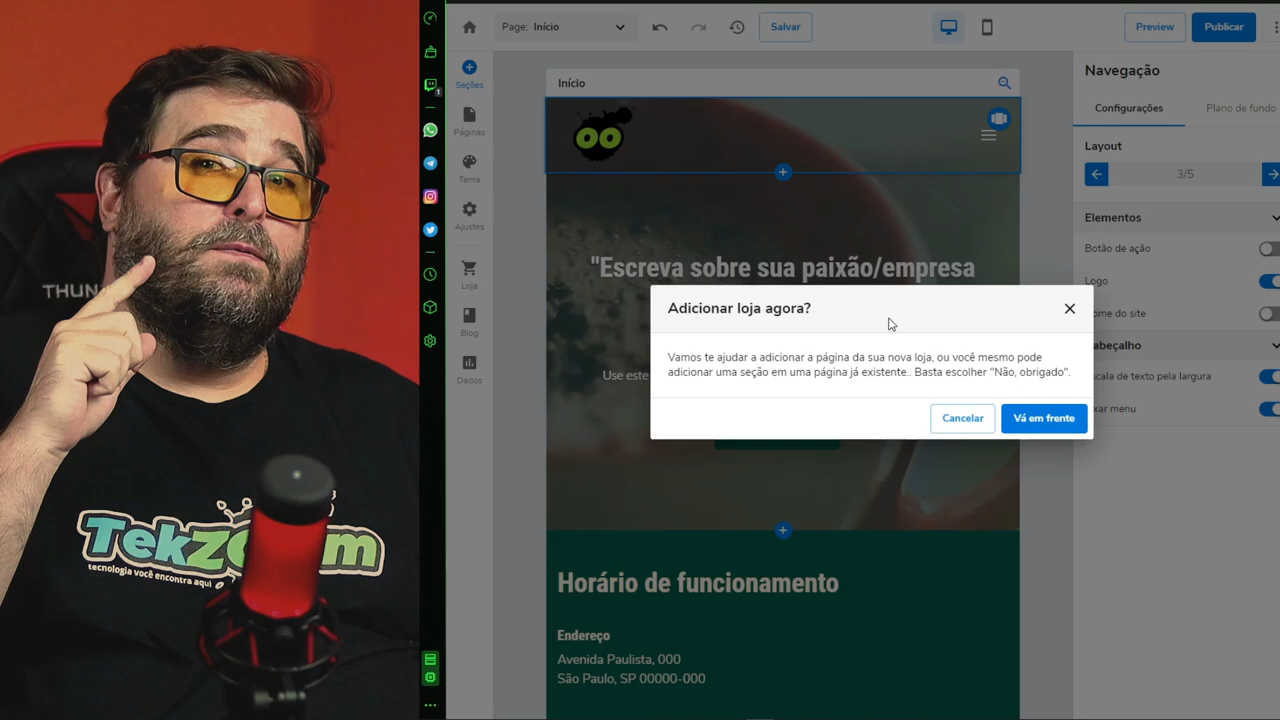 THUN
TekZ
m
tecnologia você encontra aqui
1
Page: Início
Salvar
Preview
Publicar
Seções
Páginas
Tema
Ajustes
Loja
Blog
Dados
Início
"Escreva sobre sua paixão/empresa
Use este
Adicionar loja agora?
Vamos te ajudar a adicionar a página da sua nova loja, ou você mesmo pode
adicionar uma seção em uma página já existente.. Basta escolher "Não, obrigado".
Cancelar
Vá em frente
Horário de funcionamento
Endereço
Avenida Paulista, 000
São Paulo, SP 00000-000
Navegação
Configurações
Plano de fundo
Layout
3/5
Elementos
Botão de ação
Logo
ome do site
abeçalho
scala de texto pela largura
xar menu